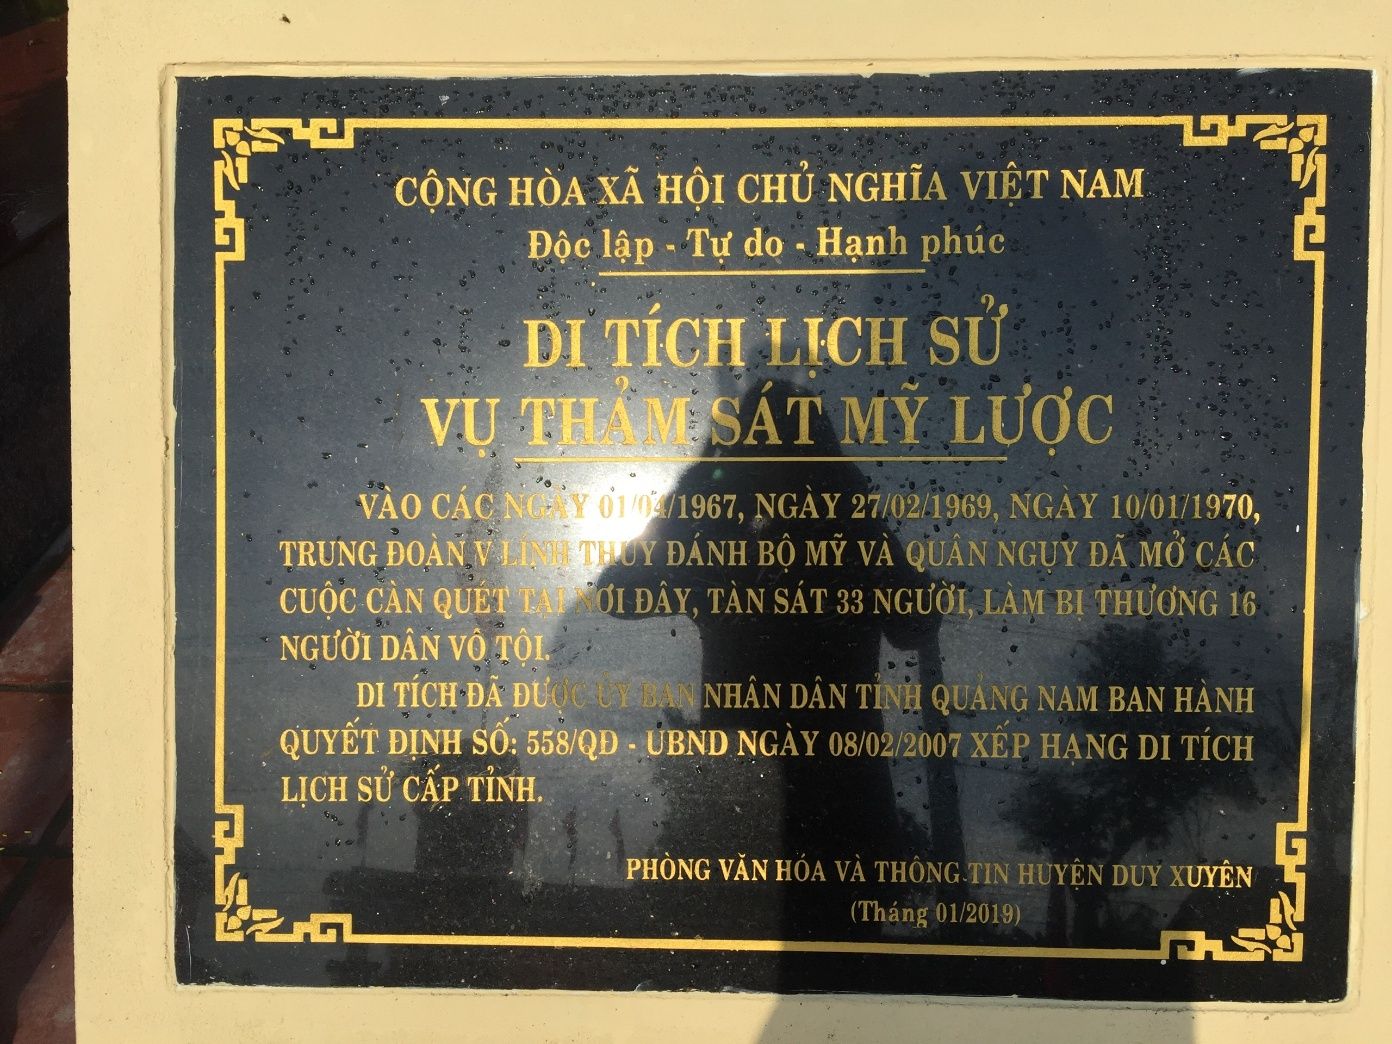 CỘNG HÒA XÃ HỘI CHỦ NGHĨA VIỆT NAM
Độc lập - Tự do - Hạnh phúc
DI TÍCH LỊCH SỬ
VỤ THẢM SÁT MỸ LƯỢC
VÀO CÁC NGÀY 01/04/1967, NGÀY 27/02/1969, NGÀY 10/01/1970,
TRUNG ĐOÀN V LÍNH THỦY ĐÁNH BỘ MỸ VÀ QUÂN NGỤY ĐÃ MỞ CÁC
CUỘC CÀN QUÉT TẠI NƠI ĐÂY, TÀN SÁT 33 NGƯỜI, LÀM BỊ THƯƠNG 16
NGƯỜI DÂN VÔ TỘI.
DI TÍCH ĐÃ ĐƯỢC ỦY BAN NHÂN DÂN TỈNH QUẢNG NAM BAN HÀNH
QUYẾT ĐỊNH SỐ: 558/QĐ - UBND NGÀY 08/02/2007 XẾP HẠNG DI TÍCH
LỊCH SỬ CẤP TỈNH.
PHÒNG VĂN HÓA VÀ THÔNG TIN HUYỆN DUY XUYÊN
(Tháng 01/2019)